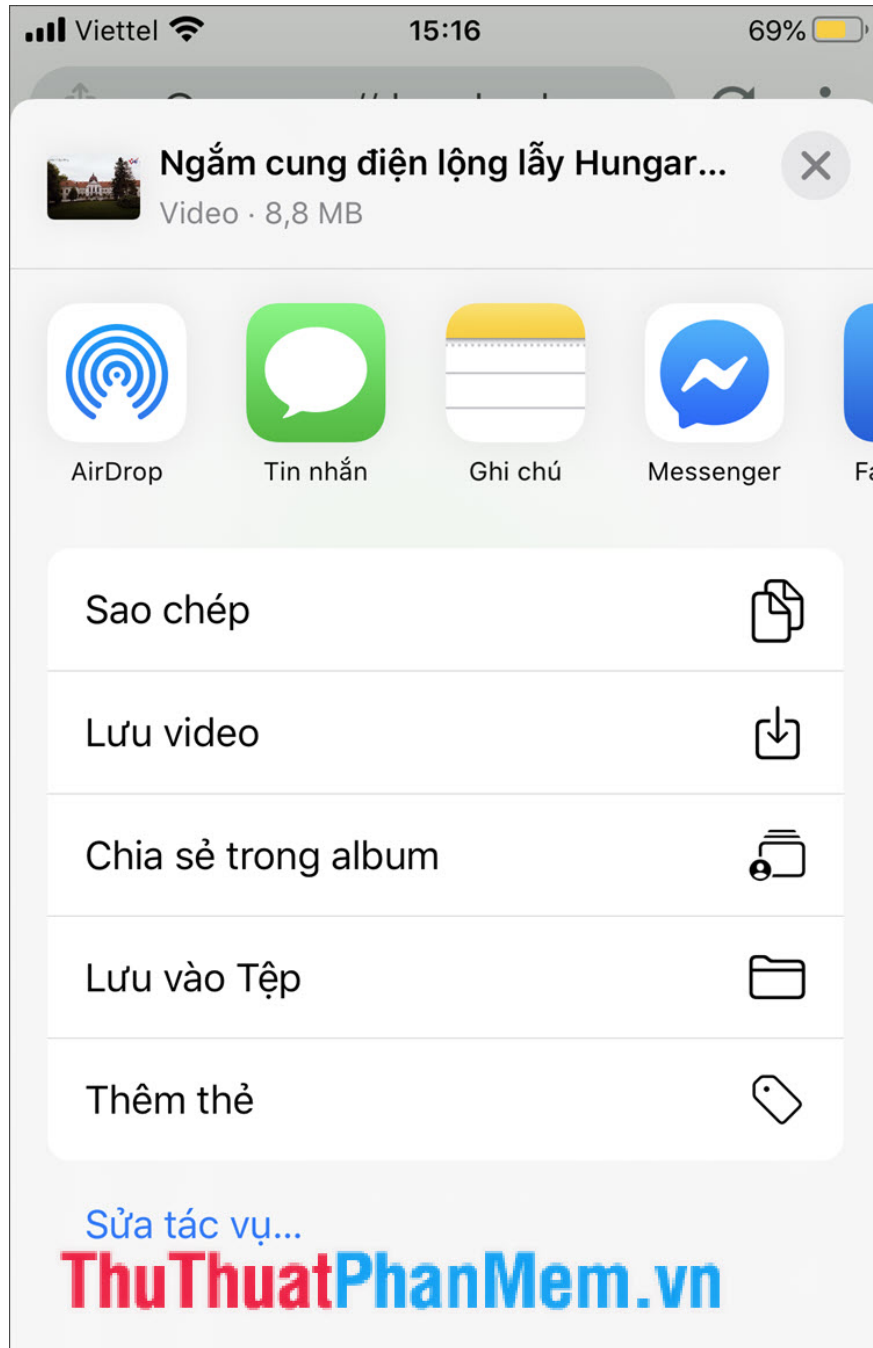 Viettel 15:16 69%
Ngắm cung điện lộng lẫy Hungar...
Video · 8,8 MB
AirDrop Tin nhắn Ghi chú Messenger
Sao chép
Lưu video
Chia sẻ trong album
Lưu vào Tệp
Thêm thẻ
Sửa tác vụ...
ThuThuatPhanMem.vn